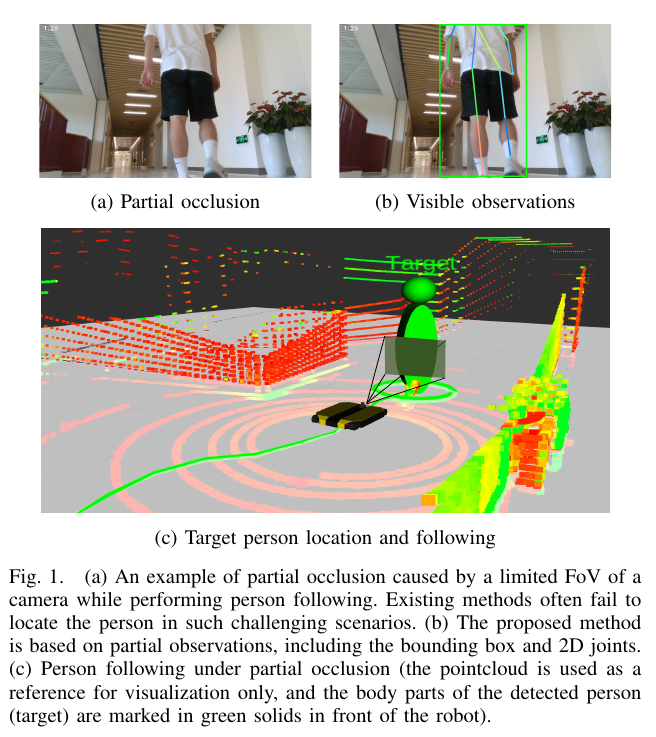 1.29
1.29
(a) Partial occlusion
(b) Visible observations
Target
(c) Target person location and following
Fig. 1. (a) An example of partial occlusion caused by a limited FoV of a
camera while performing person following. Existing methods often fail to
locate the person in such challenging scenarios. (b) The proposed method
is based on partial observations, including the bounding box and 2D joints.
(c) Person following under partial occlusion (the pointcloud is used as a
reference for visualization only, and the body parts of the detected person
(target) are marked in green solids in front of the robot).